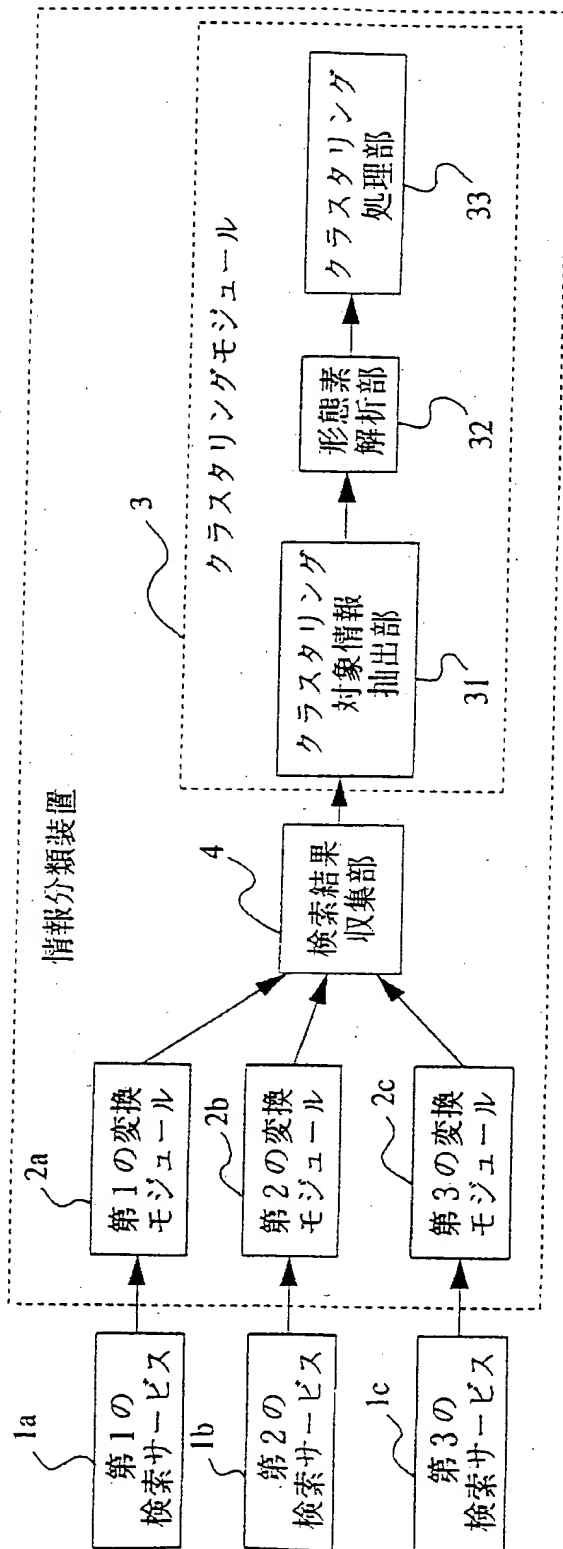 情報分類装置
1a
第1の
検索サービス
1b
第2の
検索サービス
1c
第3の
検索サービス
2a
第1の変換
モジュール
2b
第2の変換
モジュール
2c
第3の変換
モジュール
4
検索結果
収集部
3
クラスタリングモジュール
クラスタリング
対象情報
抽出部
31
形態素
解析部
32
クラスタリング
処理部
33